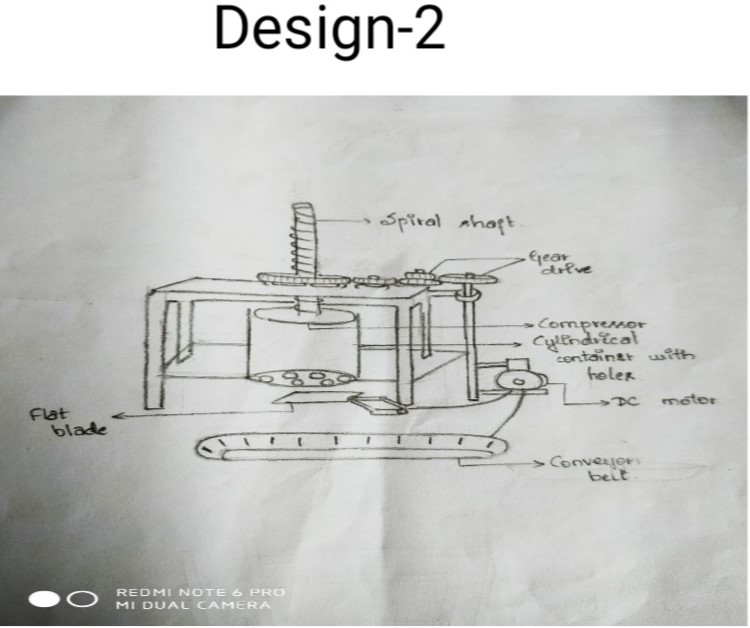 Design-2
Spiral shaft.
Gear
drive
Compressor
Cylindrical
container with
holes
DC motor
Flat
blade
Conveyor
belt
REDMI NOTE 6 PRO
MI DUAL CAMERA